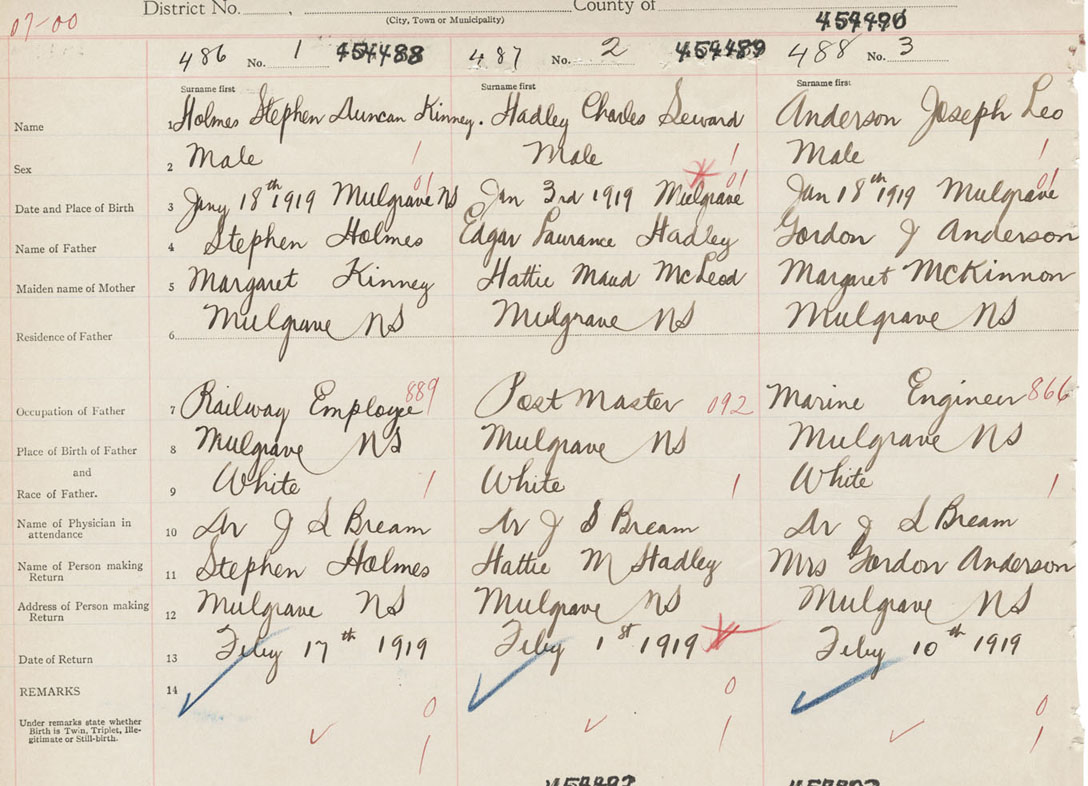 District No. County of
(City, Town or Municipality)
07-00
454490
486 No. 1 454488 487 No. 2 454489 488 No. 3
Surname first Surname first Surname first
Name 1 Holmes Stephen Duncan Kinney. Hadley Charles Seward Anderson Joseph Leo
Sex 2 Male 1 Male 1 Male 1
Date and Place of Birth 3 Jany 18th 1919 Mulgrave NS 01 Jan 3rd 1919 Mulgrave 01 Jan 18th 1919 Mulgrave 01
Name of Father 4 Stephen Holmes Edgar Laurance Hadley Gordon J Anderson
Maiden name of Mother 5 Margaret Kinney Hattie Maud McLeod Margaret McKinnon
Residence of Father 6 Mulgrave NS Mulgrave NS Mulgrave NS
Occupation of Father 7 Railway Employe 889 Post Master 092 Marine Engineer 866
Place of Birth of Father 8 Mulgrave NS Mulgrave NS Mulgrave NS
and
Race of Father. 9 White 1 White 1 White 1
Name of Physician in
attendance 10 Dr J S Bream Dr J S Bream Dr J S Bream
Name of Person making
Return 11 Stephen Holmes Hattie M Hadley Mrs Gordon Anderson
Address of Person making
Return 12 Mulgrave NS Mulgrave NS Mulgrave NS
Date of Return 13 Feby 17th 1919 Feby 1st 1919 Feby 10th 1919
REMARKS 14
0 0 0
Under remarks state whether
Birth is Twin, Triplet, Ille-
gitimate or Still-birth.
1 1 1